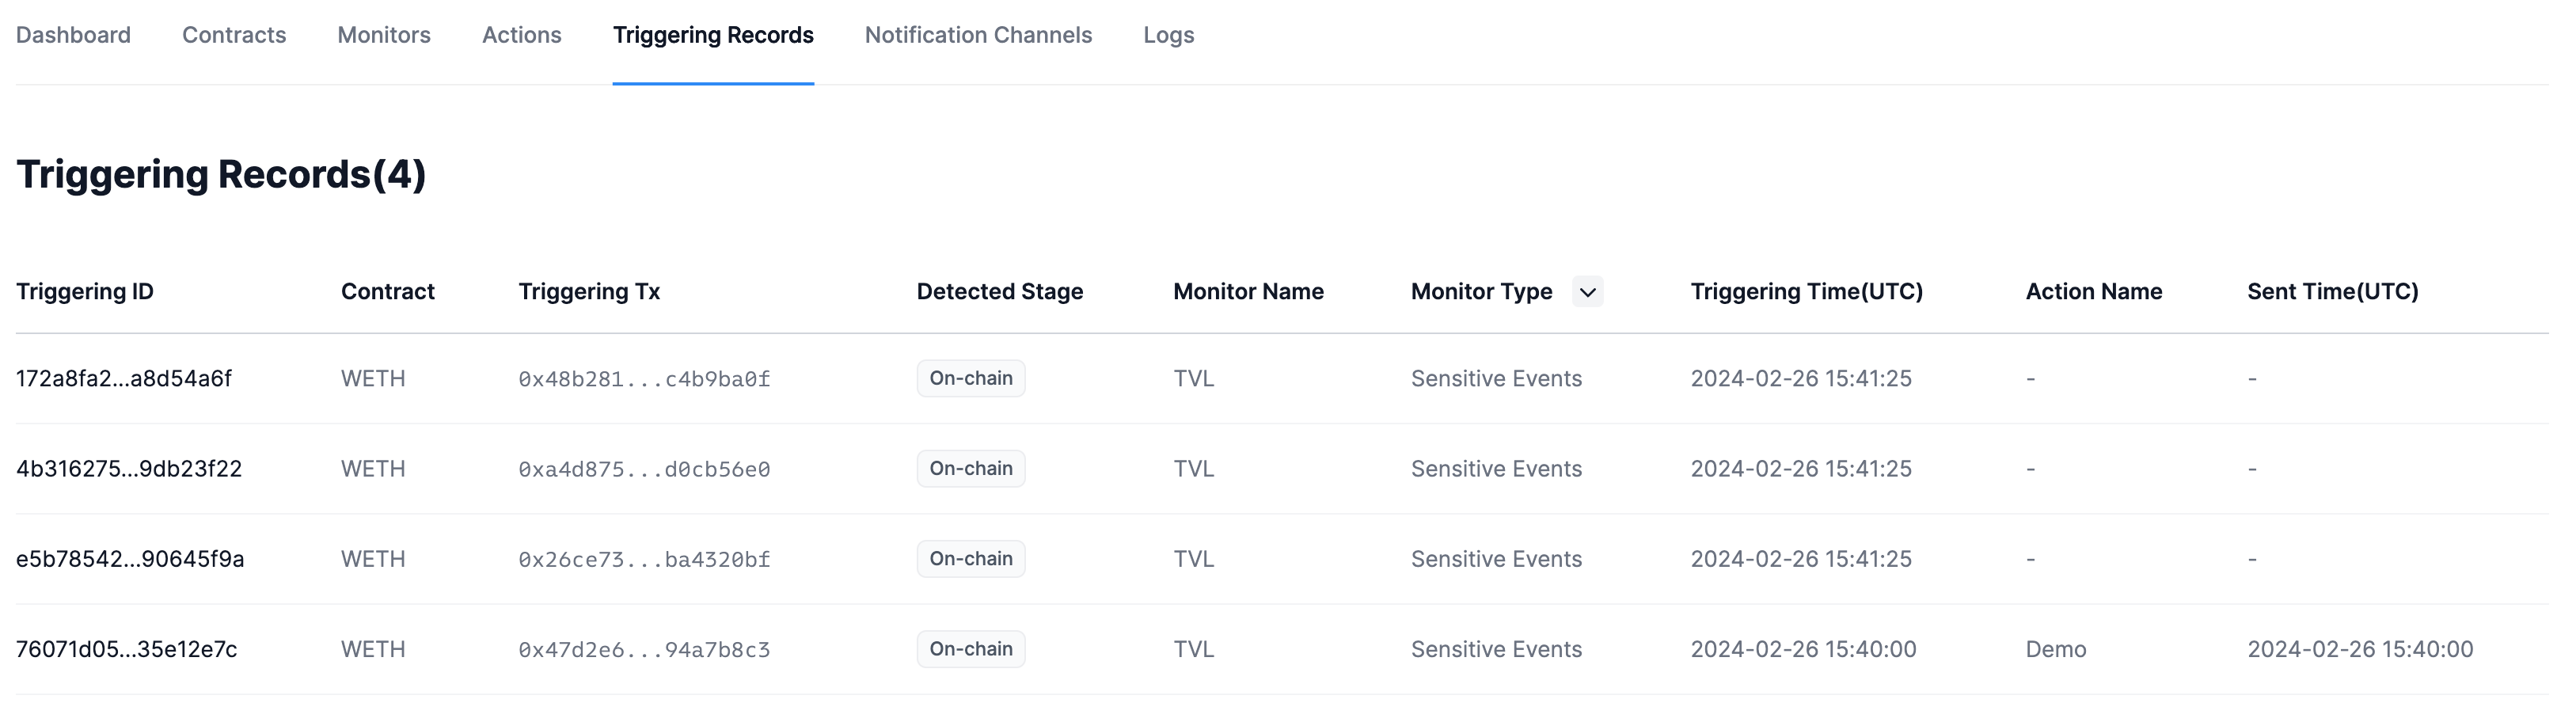 Dashboard Contracts Monitors Actions Triggering Records Notification Channels Logs
Triggering Records(4)
Triggering ID Contract Triggering Tx Detected Stage Monitor Name Monitor Type Triggering Time(UTC) Action Name Sent Time(UTC)
172a8fa2...a8d54a6f WETH 0x48b281...c4b9ba0f On-chain TVL Sensitive Events 2024-02-26 15:41:25 - -
4b316275...9db23f22 WETH 0xa4d875...d0cb56e0 On-chain TVL Sensitive Events 2024-02-26 15:41:25 - -
e5b78542...90645f9a WETH 0x26ce73...ba4320bf On-chain TVL Sensitive Events 2024-02-26 15:41:25 - -
76071d05...35e12e7c WETH 0x47d2e6...94a7b8c3 On-chain TVL Sensitive Events 2024-02-26 15:40:00 Demo 2024-02-26 15:40:00